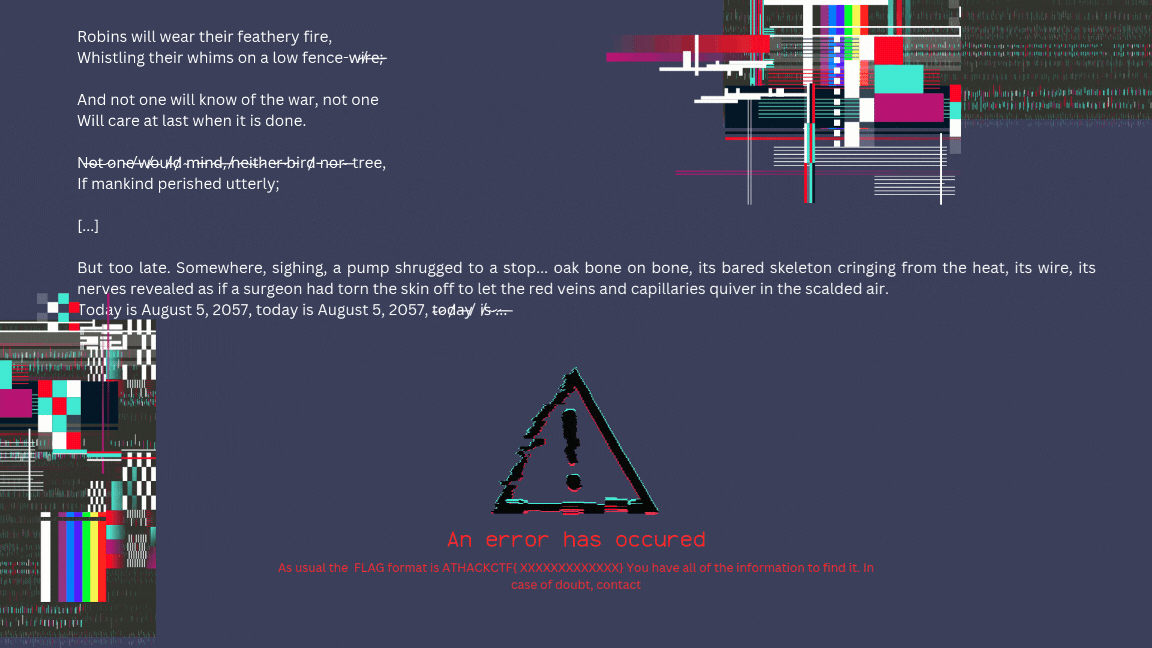 Robins will wear their feathery fire,
Whistling their whims on a low fence-wire;
And not one will know of the war, not one
Will care at last when it is done.
Not one would mind, neither bird nor tree,
If mankind perished utterly;
[...]
But too late. Somewhere, sighing, a pump shrugged to a stop... oak bone on bone, its bared skeleton cringing from the heat, its wire, its
nerves revealed as if a surgeon had torn the skin off to let the red veins and capillaries quiver in the scalded air.
Today is August 5, 2057, today is August 5, 2057, today is ...
An error has occured
As usual the FLAG format is ATHACKCTF( XXXXXXXXXXXXX) You have all of the information to find it. In
case of doubt, contact